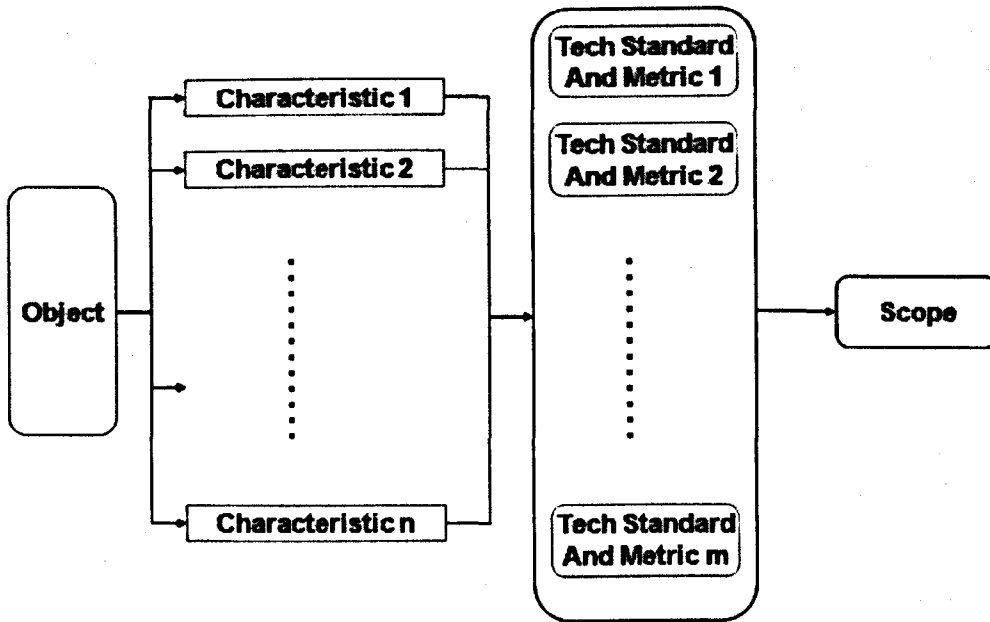 Object
Characteristic 1
Characteristic 2
Characteristic n
Tech Standard
And Metric 1
Tech Standard
And Metric 2
Tech Standard
And Metric m
Scope